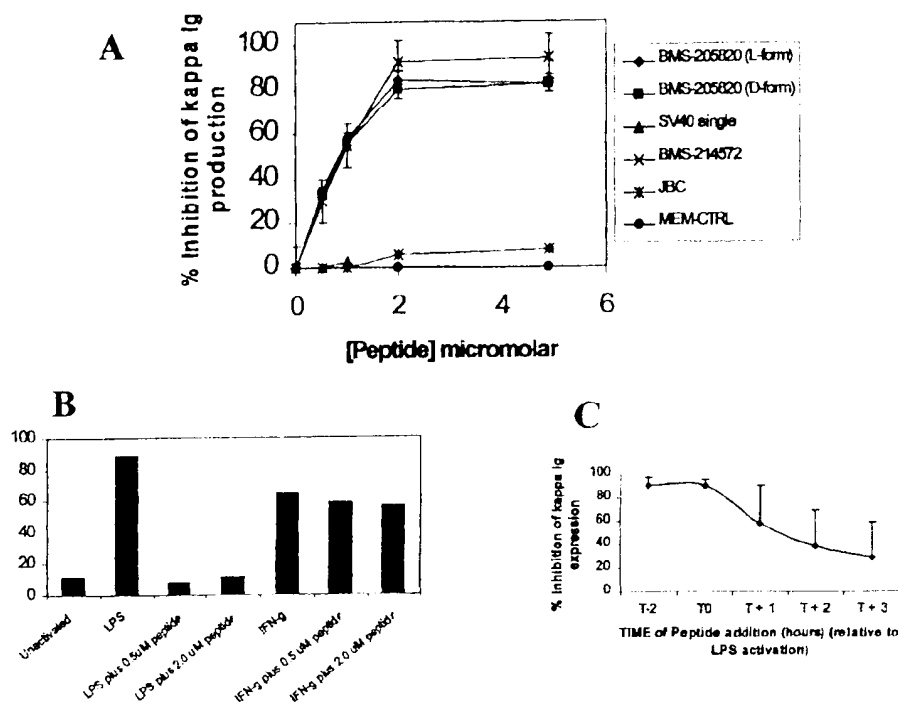 A
% Inhibition of kappa Ig
production
100
80
60
40
20
0
0
2
4
6
[Peptide] micromolar
BMS-205820 (L-form)
BMS-205820 (D-form)
SV40 single
BMS-214572
JBC
MEM-CTRL
B
100
80
60
40
20
0
Unactivated
LPS
LPS plus 0.5uM peptide
LPS plus 2.0 uM peptide
IFN-g
IFN-g plus 0.5 uM peptide
IFN-g plus 2.0 uM peptide
C
% Inhibition of kappa Ig
expression
100
80
60
40
20
0
T-2
T0
T + 1
T + 2
T + 3
TIME of Peptide addition (hours) (relative to
LPS activation)